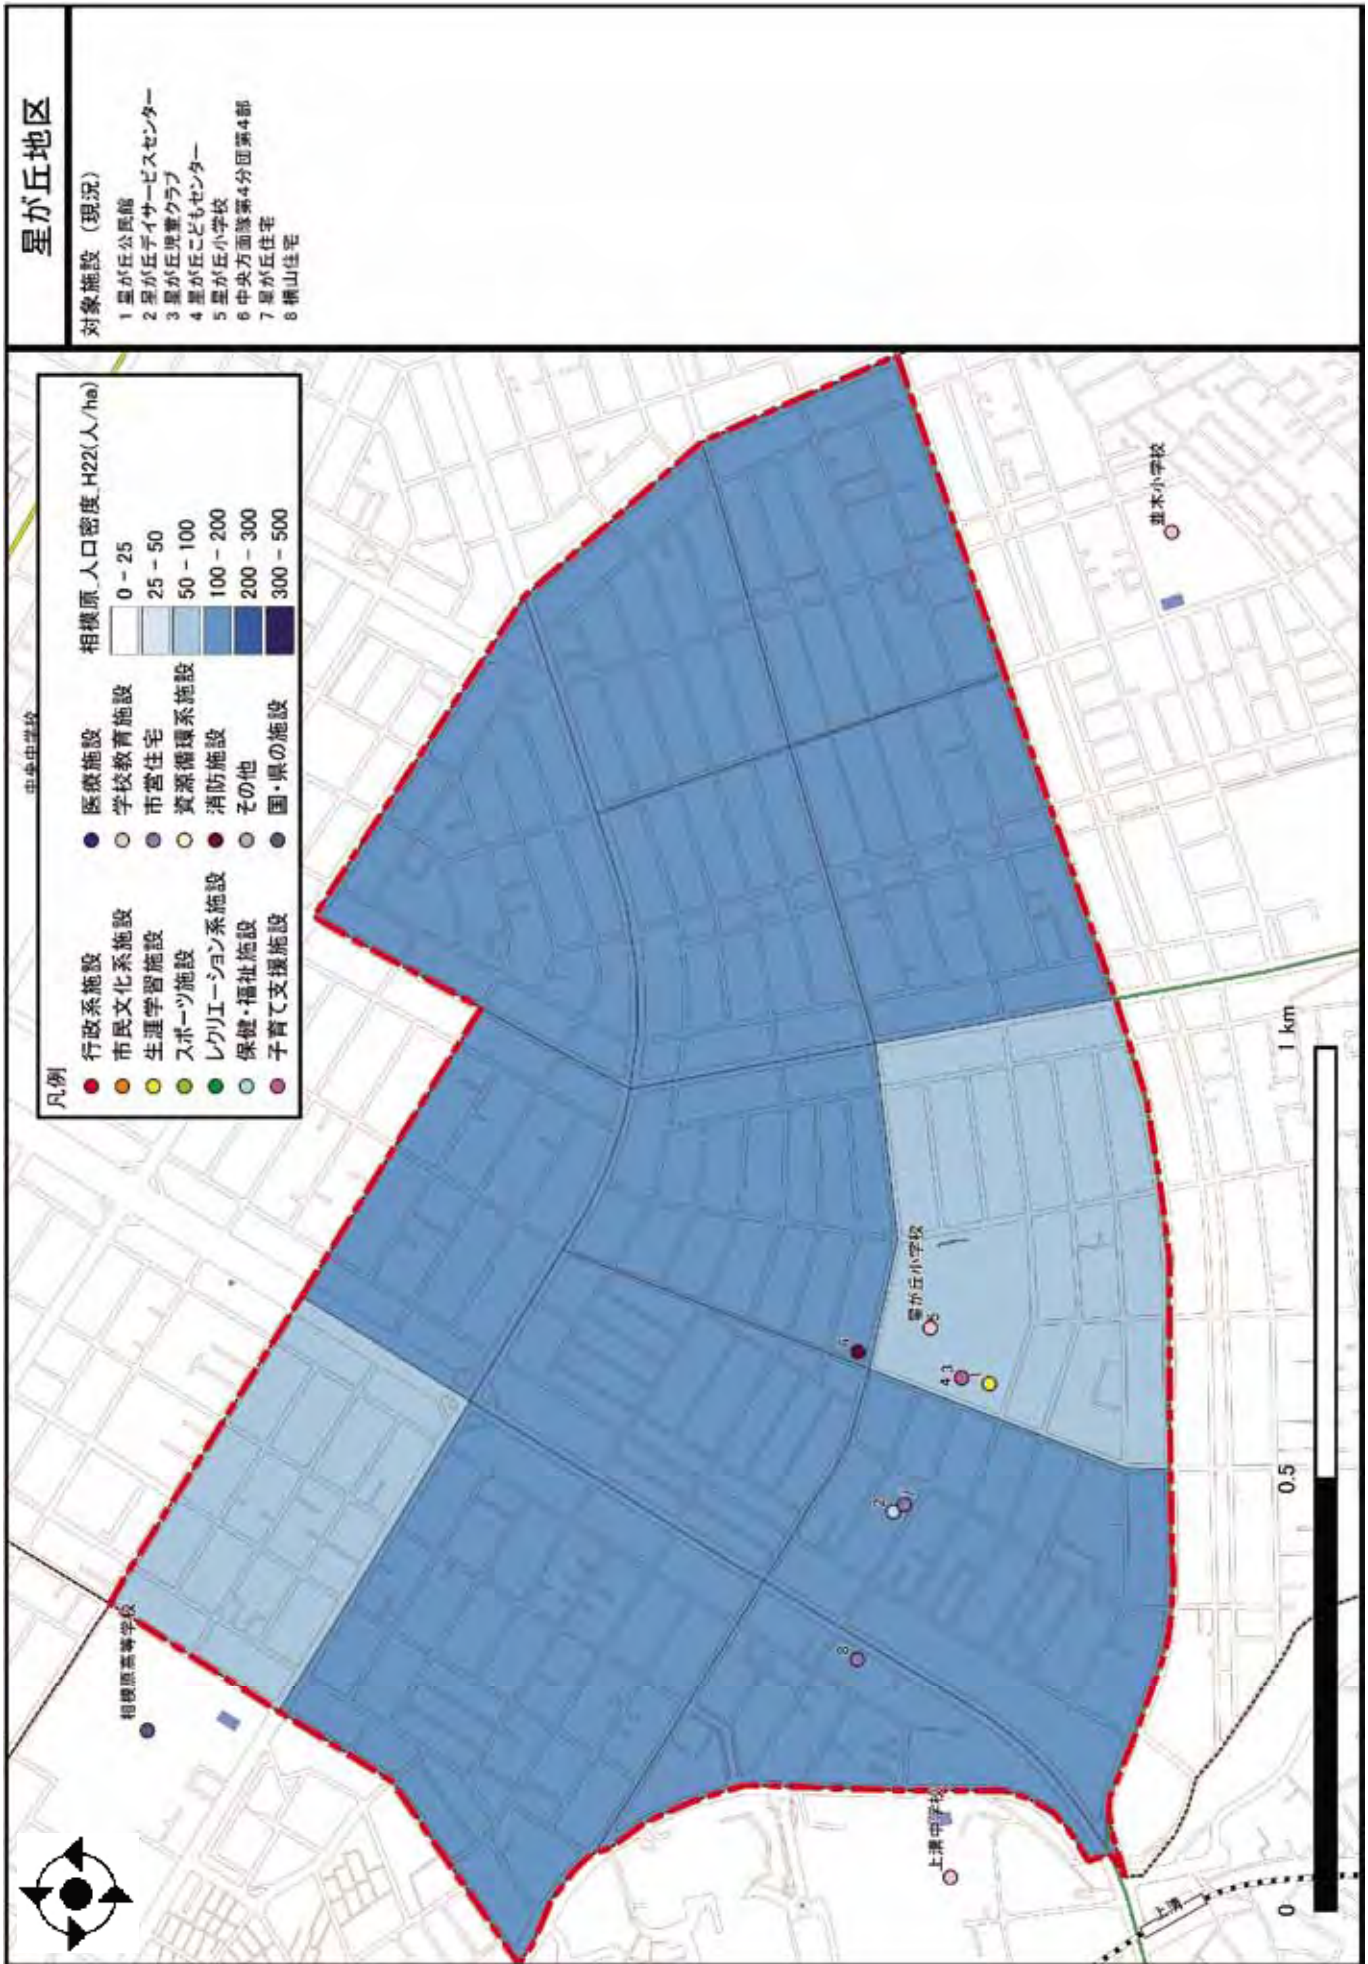 星が丘地区
対象施設（現況）
1 星が丘公民館
2 星が丘デイサービスセンター
3 星が丘児童クラブ
4 星が丘こどもセンター
5 星が丘小学校
6 中央方面隊第4分団第4部
7 星が丘住宅
8 横山住宅
凡例
行政系施設
市民文化系施設
生涯学習施設
スポーツ施設
レクリエーション系施設
保健・福祉施設
子育て支援施設
医療施設
学校教育施設
市営住宅
資源循環系施設
消防施設
その他
国・県の施設
相模原_人口密度_H22(人/ha)
0 - 25
25 - 50
50 - 100
100 - 200
200 - 300
300 - 500
中央中学校
相模原高等学校
星が丘小学校
5
4 3
1
2
8
上溝中学校
並木小学校
上溝
0
0.5
1 km